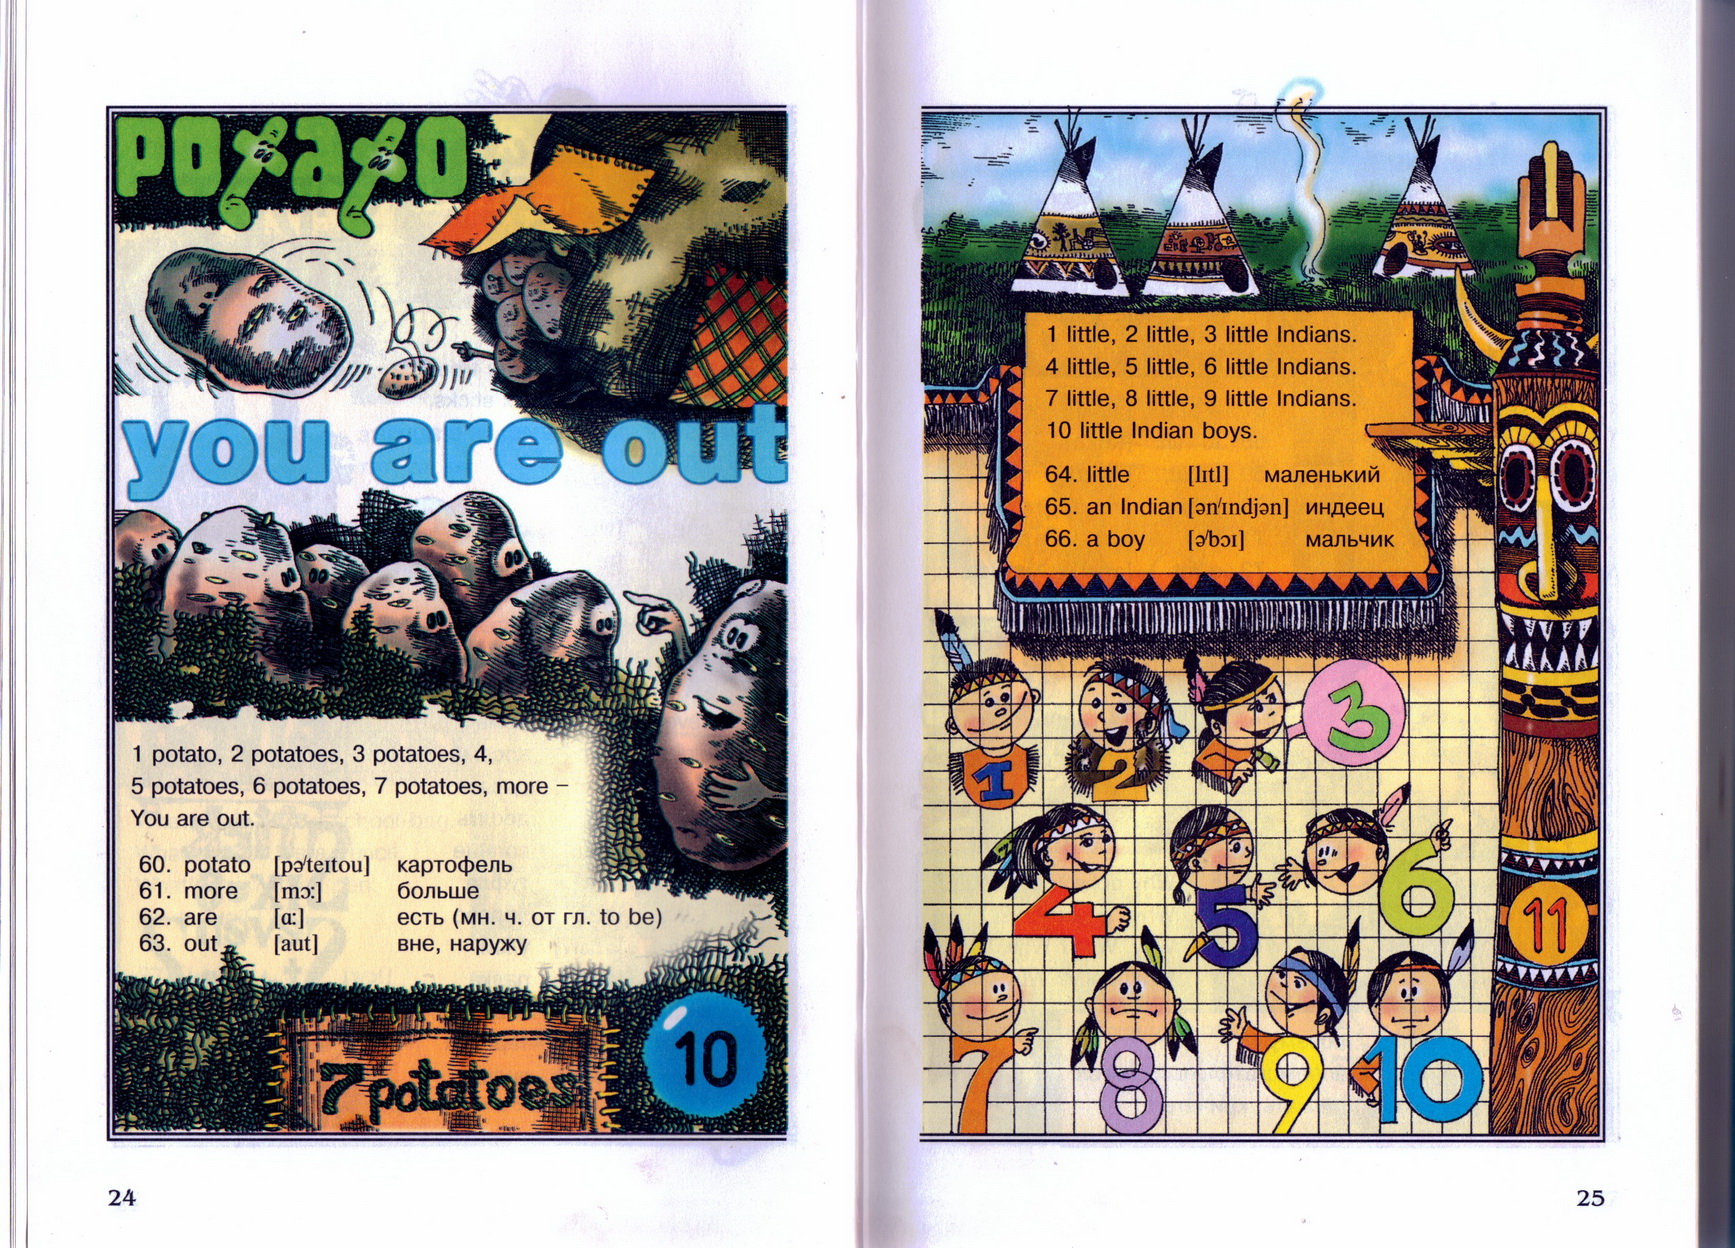 potato
you are out
1 potato, 2 potatoes, 3 potatoes, 4,
5 potatoes, 6 potatoes, 7 potatoes, more –
You are out.
60. potato [pə'teɪtou] картофель
61. more [mɔ:] больше
62. are [ɑ:] есть (мн. ч. от гл. to be)
63. out [aut] вне, наружу
7 potatoes
10
24
1 little, 2 little, 3 little Indians.
4 little, 5 little, 6 little Indians.
7 little, 8 little, 9 little Indians.
10 little Indian boys.
64. little [lɪtl] маленький
65. an Indian [ən'ɪndjən] индеец
66. a boy [ə'bɔɪ] мальчик
1 2 3
4 5 6
11
7 8 9 10
25